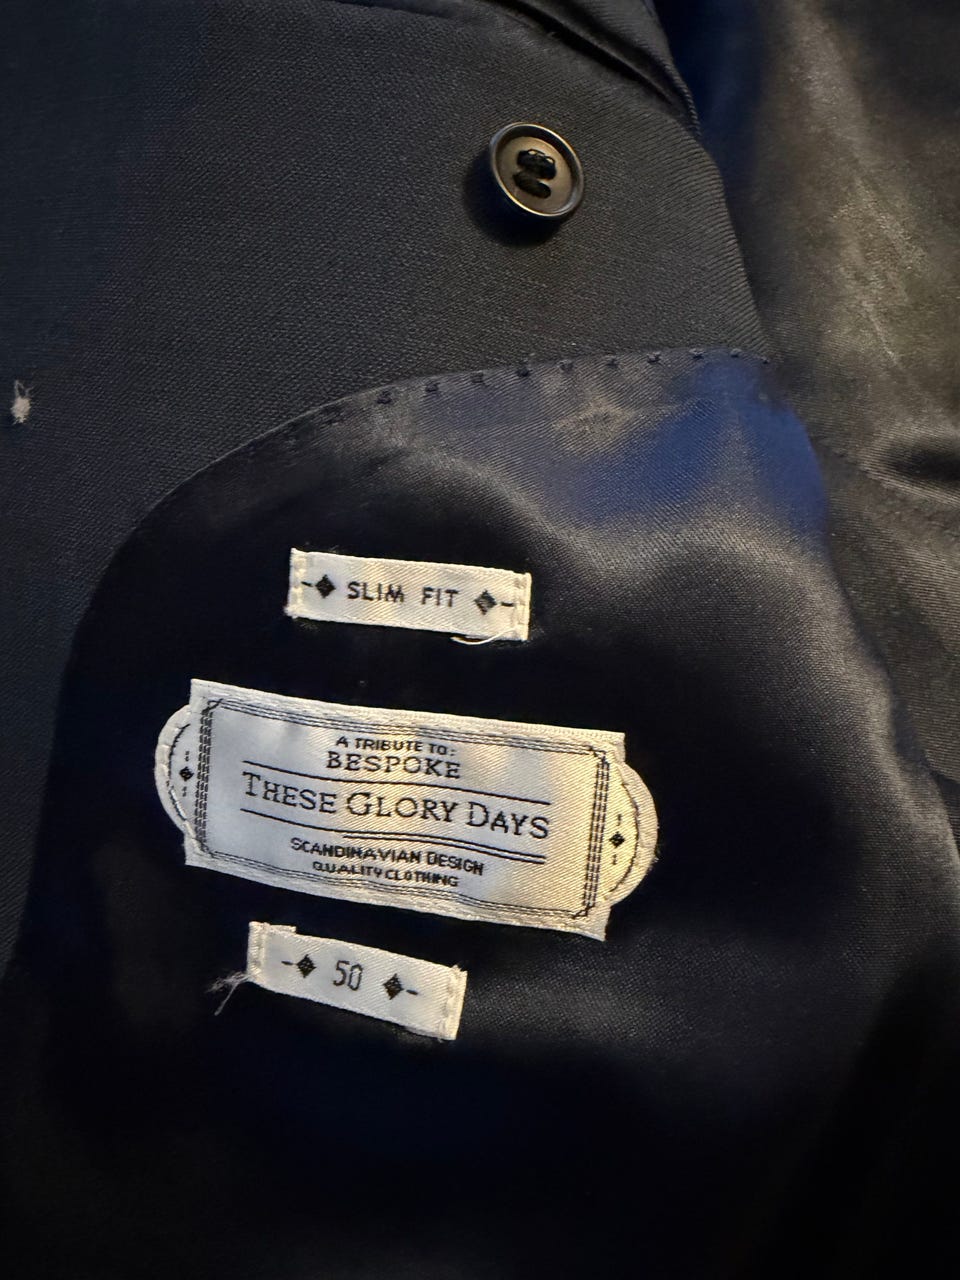 SLIM FIT
A TRIBUTE TO:
BESPOKE
THESE GLORY DAYS
SCANDINAVIAN DESIGN
QUALITY CLOTHING
50